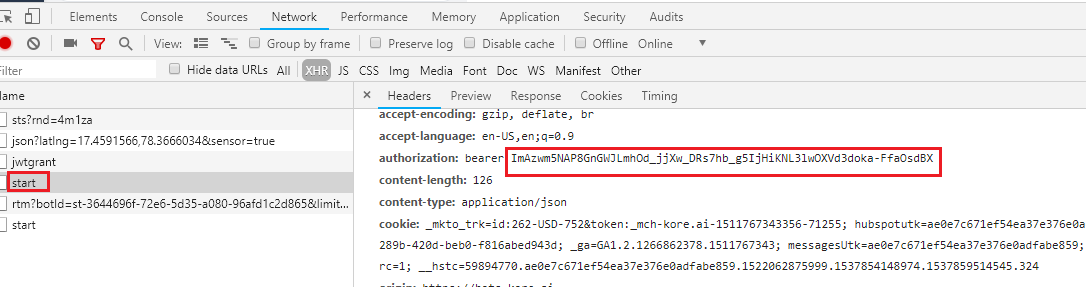 Elements Console Sources Network Performance Memory Application Security Audits
View: Group by frame Preserve log Disable cache Offline Online
Filter Hide data URLs All XHR JS CSS Img Media Font Doc WS Manifest Other
Name × Headers Preview Response Cookies Timing
sts?rnd=4m1za
json?latlng=17.4591566,78.3666034&sensor=true
jwtgrant
start
rtm?botId=st-3644696f-72e6-5d35-a080-96afd1c2d865&limit...
start
accept-encoding: gzip, deflate, br
accept-language: en-US,en;q=0.9
authorization: bearer ImAzwm5NAP8GnGWJLmhOd_jjXw_DRs7hb_g5IjHiKNL3lwOXVd3doka-FfaOsdBX
content-length: 126
content-type: application/json
cookie: _mkto_trk=id:262-USD-752&token:_mch-kore.ai-1511767343356-71255; hubspotutk=ae0e7c671ef54ea37e376e0a
289b-420d-beb0-f816abed943d; _ga=GA1.2.1266862378.1511767343; messagesUtk=ae0e7c671ef54ea37e376e0adfabe859;
rc=1; __hstc=59894770.ae0e7c671ef54ea37e376e0adfabe859.1522062875999.1537854148974.1537859514545.324